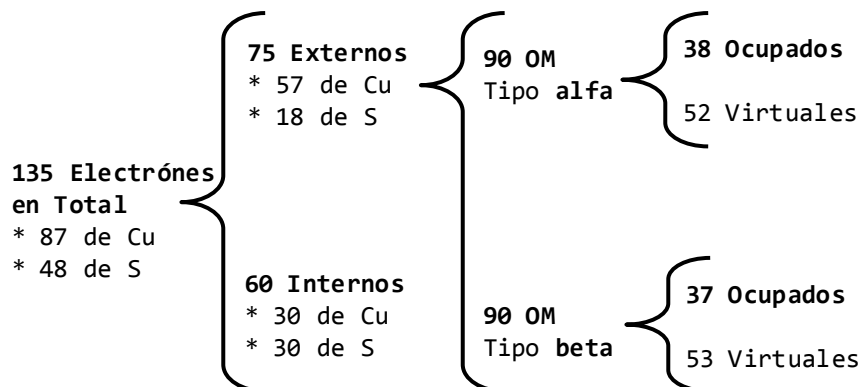 135 Electrónes
en Total
* 87 de Cu
* 48 de S
75 Externos
* 57 de Cu
* 18 de S
60 Internos
* 30 de Cu
* 30 de S
90 OM
Tipo alfa
90 OM
Tipo beta
38 Ocupados
52 Virtuales
37 Ocupados
53 Virtuales